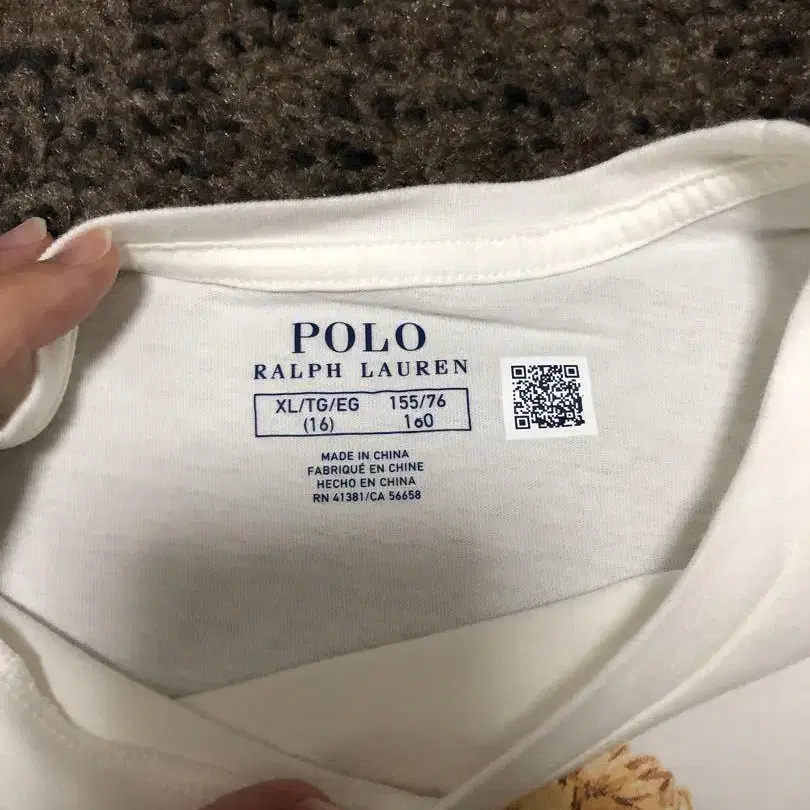 POLO
RALPH LAUREN
XL/TG/EG 155/76
(16) 160
MADE IN CHINA
FABRIQUÉ EN CHINE
HECHO EN CHINA
RN 41381/CA 56658